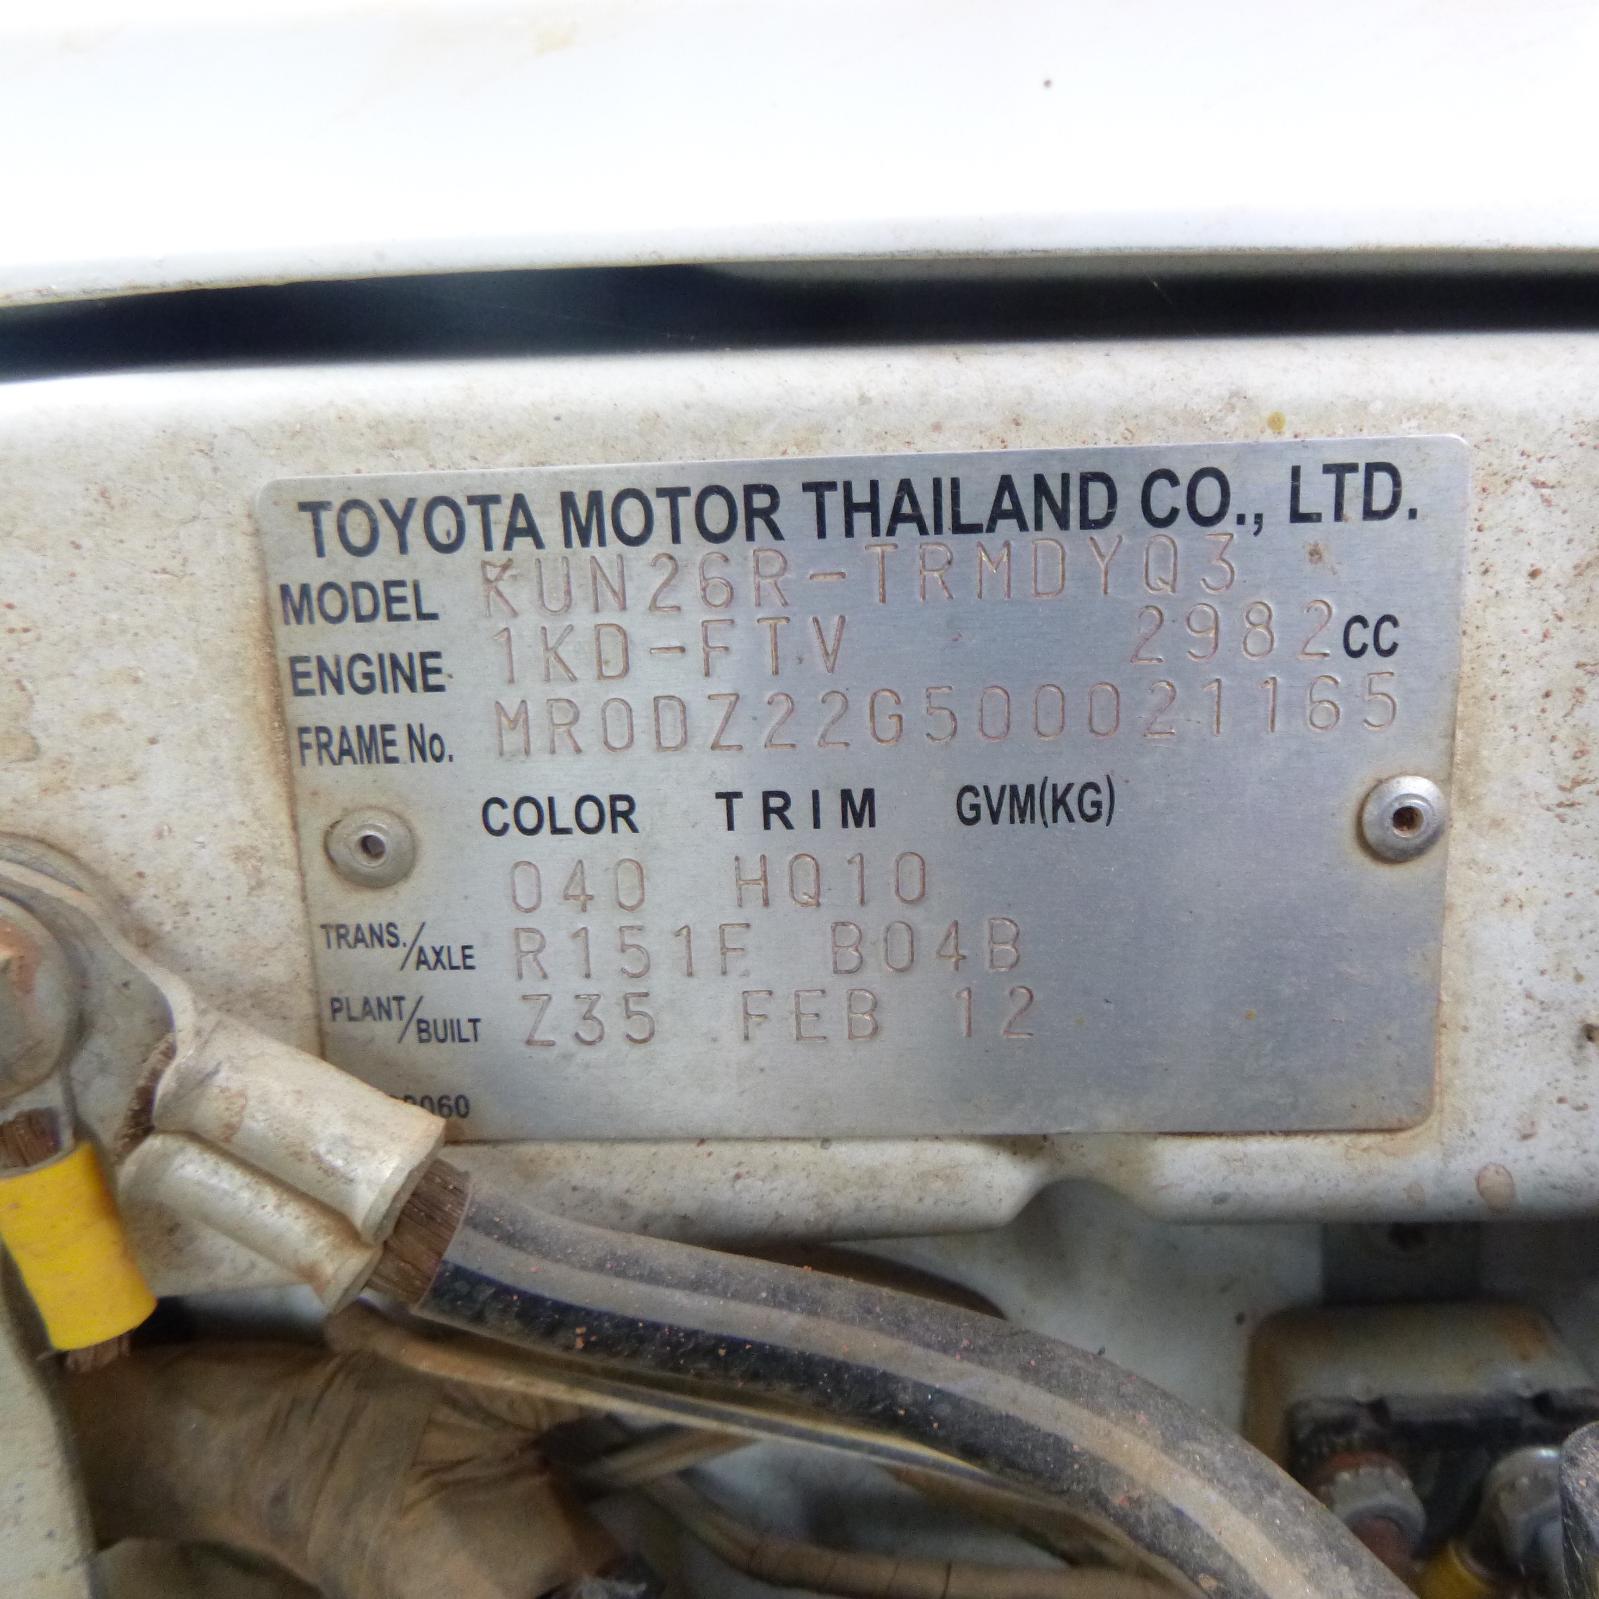 TOYOTA MOTOR THAILAND CO., LTD.
MODEL KUN26R-TRMDYQ3
ENGINE 1KD-FTV 2982CC
FRAME No. MR0DZ22G500021165
COLOR TRIM GVM(KG)
040 HQ10
TRANS./AXLE R151F B04B
PLANT/BUILT Z35 FEB 12